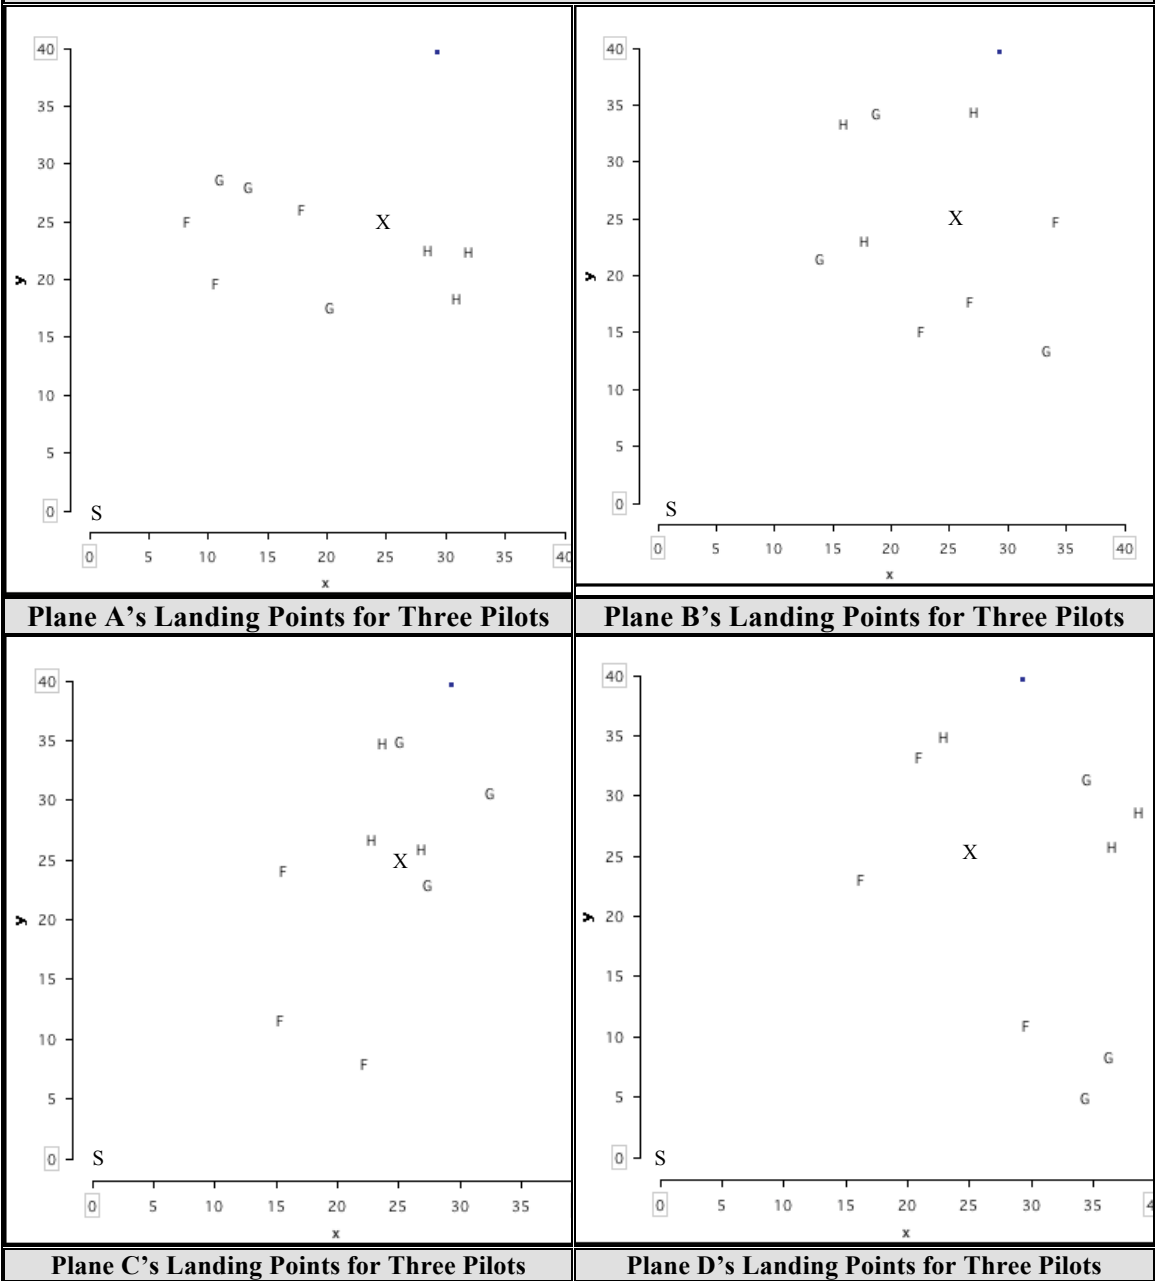 40
35
G G
30
F F X
25
H H
F
20
H
G
y
15
10
5
0 S
0 5 10 15 20 25 30 35 40
x
Plane A’s Landing Points for Three Pilots
40
35
H G H
30
25
X F
H
G
20
F
F
G
y
15
10
5
0 S
0 5 10 15 20 25 30 35 40
x
Plane B’s Landing Points for Three Pilots
40
35
H G
30
G
H H
25
X
F
G
20
y
15
F
10
F
5
0 S
0 5 10 15 20 25 30 35
x
Plane C’s Landing Points for Three Pilots
40
35
H
F
G
30
H
H
25
X
F
20
y
15
F
10
G
5
G
0 S
0 5 10 15 20 25 30 35 4
x
Plane D’s Landing Points for Three Pilots